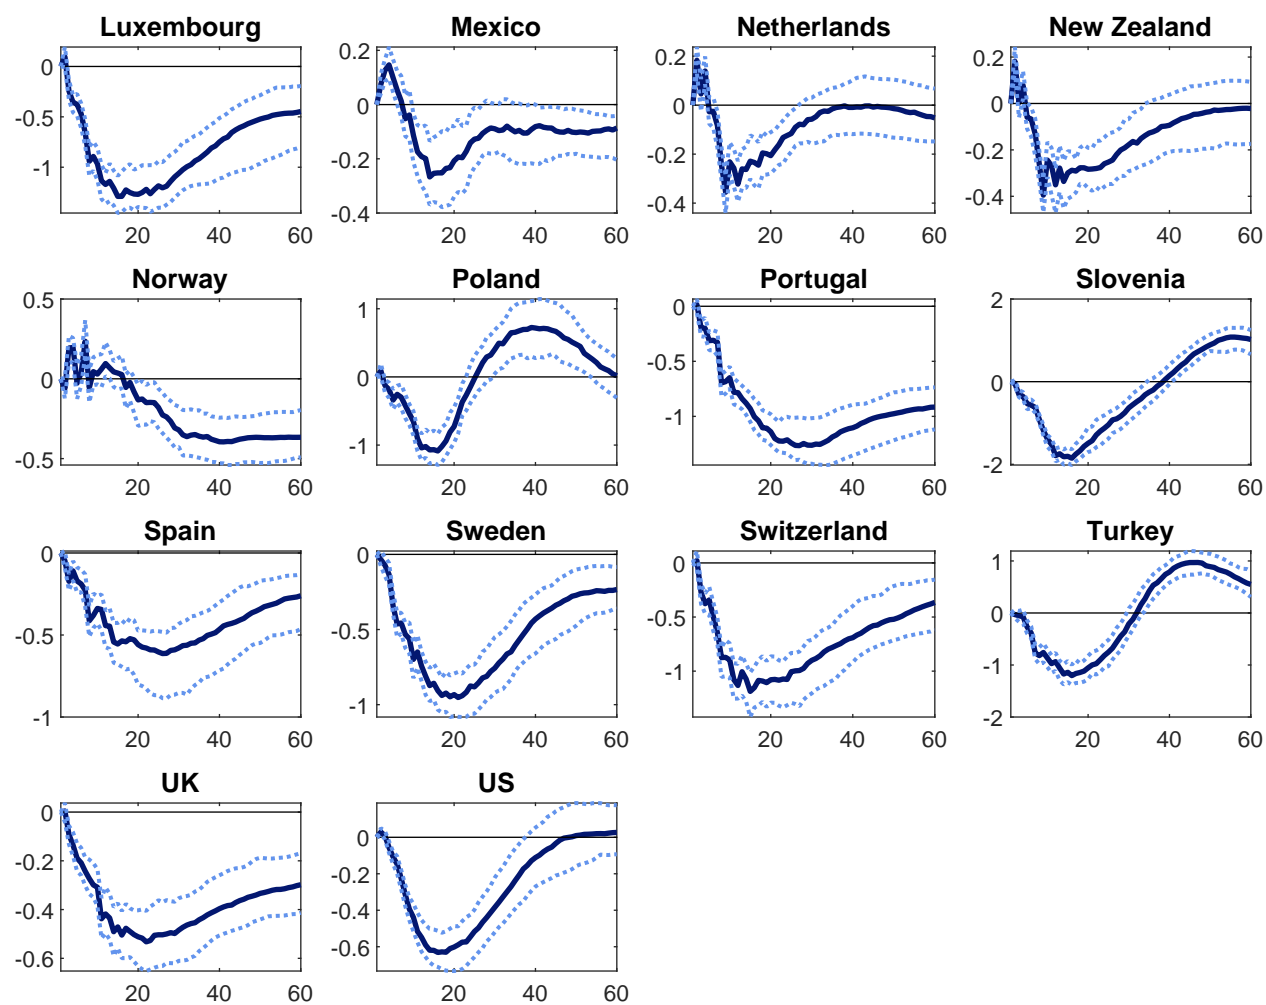 Luxembourg Mexico Netherlands New Zealand
0 0.2 0.2 0.2
-0.5 0 0 0
-1 -0.2 -0.2 -0.2
-0.4 -0.4 -0.4
20 40 60 20 40 60 20 40 60 20 40 60
Norway Poland Portugal Slovenia
0.5 1 0 2
0 0 -0.5 0
-0.5 -1 -1 -2
20 40 60 20 40 60 20 40 60 20 40 60
Spain Sweden Switzerland Turkey
0 0 0 1
-0.5 -0.5 -0.5 0
-1 -1 -1 -1
-2
20 40 60 20 40 60 20 40 60 20 40 60
UK US
0 0
-0.2 -0.2
-0.4 -0.4
-0.6 -0.6
20 40 60 20 40 60